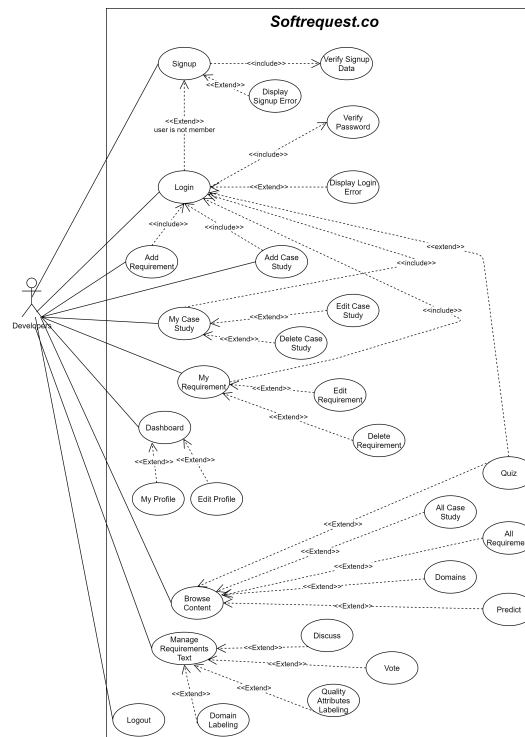 Softrequest.co
Signup
<<include>>
Verify Signup
Data
<<Extend>>
Display
Signup Error
<<Extend>>
user is not member
Verify
Password
<<include>>
Login
<<Extend>>
Display Login
Error
<<include>>
<<include>>
Add
Requirement
Add Case
Study
<<extend>>
<<include>>
Developers
My Case
Study
<<Extend>>
Edit Case
Study
<<Extend>>
Delete Case
Study
<<include>>
My
Requirement
<<Extend>>
Edit
Requirement
<<Extend>>
Delete
Requirement
Dashboard
<<Extend>>
<<Extend>>
My Profile
Edit Profile
Quiz
<<Extend>>
All Case
Study
<<Extend>>
All
Requireme
<<Extend>>
Domains
<<Extend>>
Browse
Content
<<Extend>>
Predict
Manage
Requirements
Text
<<Extend>>
Discuss
<<Extend>>
Vote
<<Extend>>
<<Extend>
Quality
Attributes
Labeling
Domain
Labeling
Logout